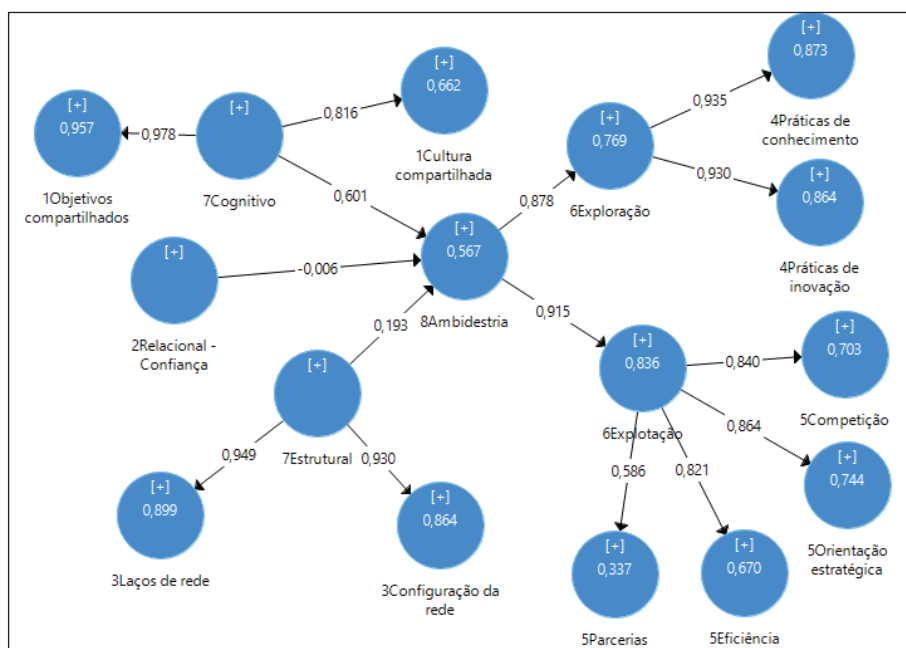 [+]
0,957
1Objetivos
compartilhados
0,978
[+]
7Cognitivo
0,816
[+]
0,662
1Cultura
compartilhada
0,601
[+]
2Relacional -
Confiança
-0,006
[+]
0,567
8Ambidestria
0,193
[+]
7Estrutural
0,949
[+]
0,899
3Laços de rede
0,930
[+]
0,864
3Configuração da
rede
0,878
[+]
0,769
6Exploração
0,935
[+]
0,873
4Práticas de
conhecimento
0,930
[+]
0,864
4Práticas de
inovação
0,915
[+]
0,836
6Explotação
0,840
[+]
0,703
5Competição
0,864
[+]
0,744
5Orientação
estratégica
0,586
[+]
0,337
5Parcerias
0,821
[+]
0,670
5Eficiência